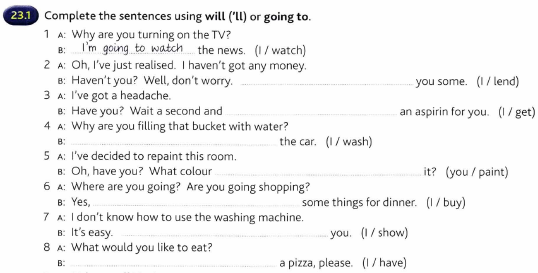 23.1 Complete the sentences using will ('ll) or going to.
1 A: Why are you turning on the TV?
B: I'm going to watch the news. (I / watch)
2 A: Oh, I've just realised. I haven't got any money.
B: Haven't you? Well, don't worry. you some. (I / lend)
3 A: I've got a headache.
B: Have you? Wait a second and an aspirin for you. (I / get)
4 A: Why are you filling that bucket with water?
B: the car. (I / wash)
5 A: I've decided to repaint this room.
B: Oh, have you? What colour it? (you / paint)
6 A: Where are you going? Are you going shopping?
B: Yes, some things for dinner. (I / buy)
7 A: I don't know how to use the washing machine.
B: It's easy. you. (I / show)
8 A: What would you like to eat?
B: a pizza, please. (I / have)